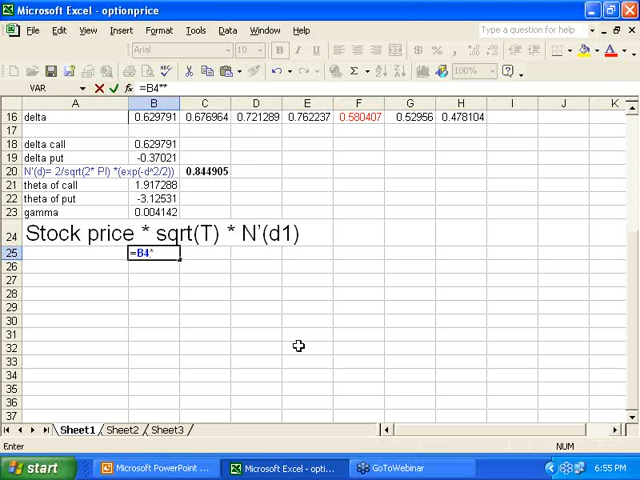 Microsoft Excel - optionprice
File Edit View Insert Format Tools Data Window Help
Type a question for help
Arial 10 B I U
100%
VAR =B4**
A B C D E F G H I J K
16 delta 0.629791 0.676964 0.721289 0.762237 0.580407 0.52956 0.478104
17
18 delta call 0.629791
19 delta put -0.37021
20 N'(d)= 2/sqrt(2* PI) *(exp(-d^2/2)) 0.844905
21 theta of call 1.917288
22 theta of put -3.12531
23 gamma 0.004142
24 Stock price * sqrt(T) * N'(d1)
25 =B4*
26
27
28
29
30
31
32
33
34
35
36
37
Sheet1 Sheet2 Sheet3
Enter NUM
start Microsoft PowerPoint ... Microsoft Excel - opti... GoToWebinar 6:55 PM